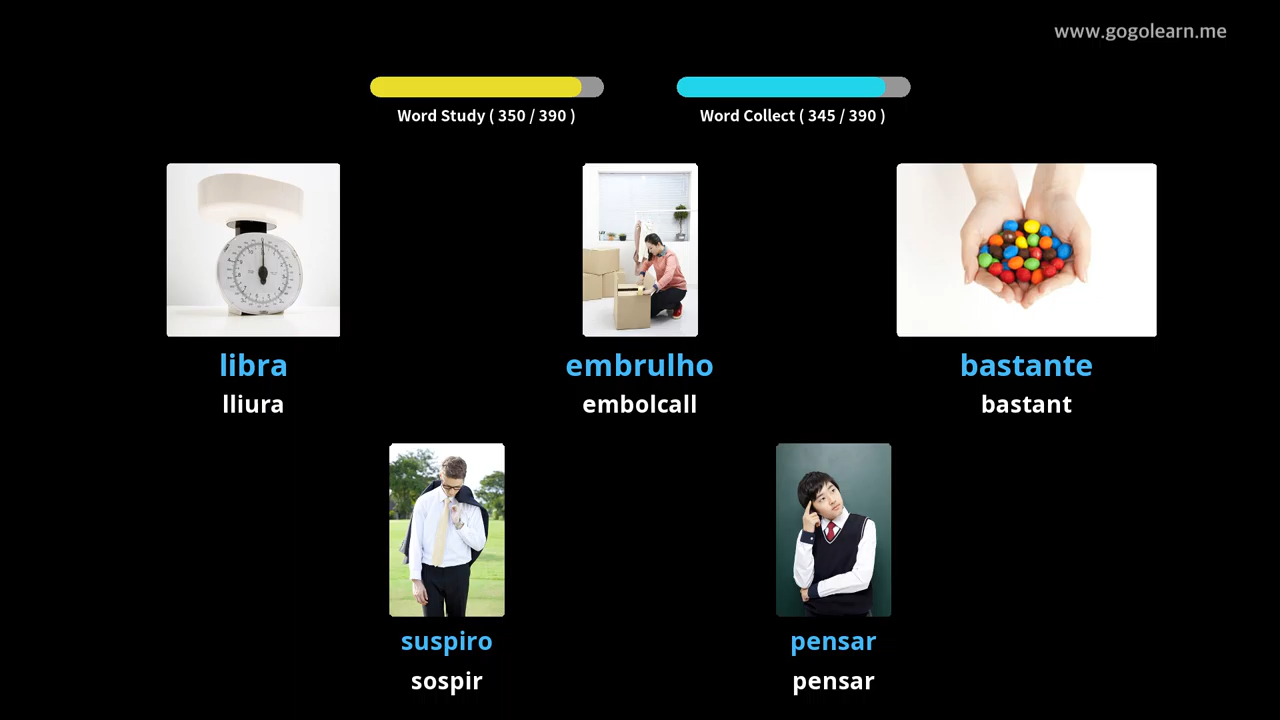 www.gogolearn.me
Word Study ( 350 / 390 )
Word Collect ( 345 / 390 )
libra
lliura
embrulho
embolcall
bastante
bastant
suspiro
sospir
pensar
pensar